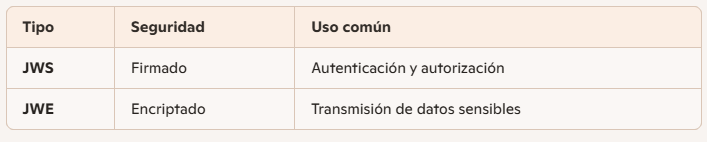 Tipo Seguridad Uso común
JWS Firmado Autenticación y autorización
JWE Encriptado Transmisión de datos sensibles